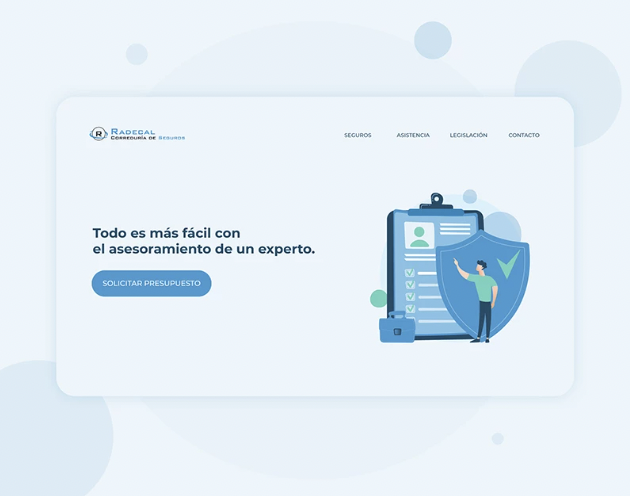 RADECAL
CORREDURÍA DE SEGUROS
SEGUROS
ASISTENCIA
LEGISLACIÓN
CONTACTO
Todo es más fácil con
el asesoramiento de un experto.
SOLICITAR PRESUPUESTO